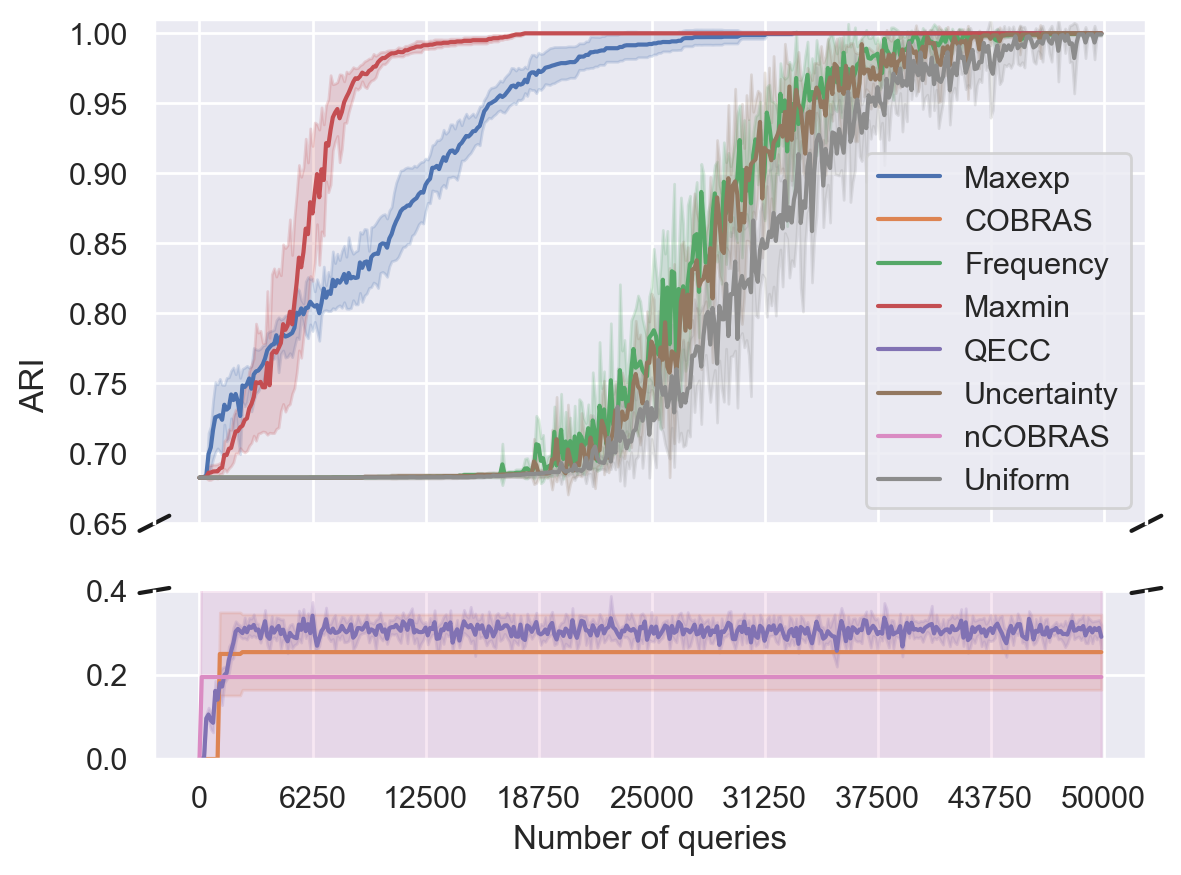 1.00
0.95
0.90
0.85
0.80
0.75
0.70
0.65
ARI
Maxexp
COBRAS
Frequency
Maxmin
QECC
Uncertainty
nCOBRAS
Uniform
0.4
0.2
0.0
0 6250 12500 18750 25000 31250 37500 43750 50000
Number of queries